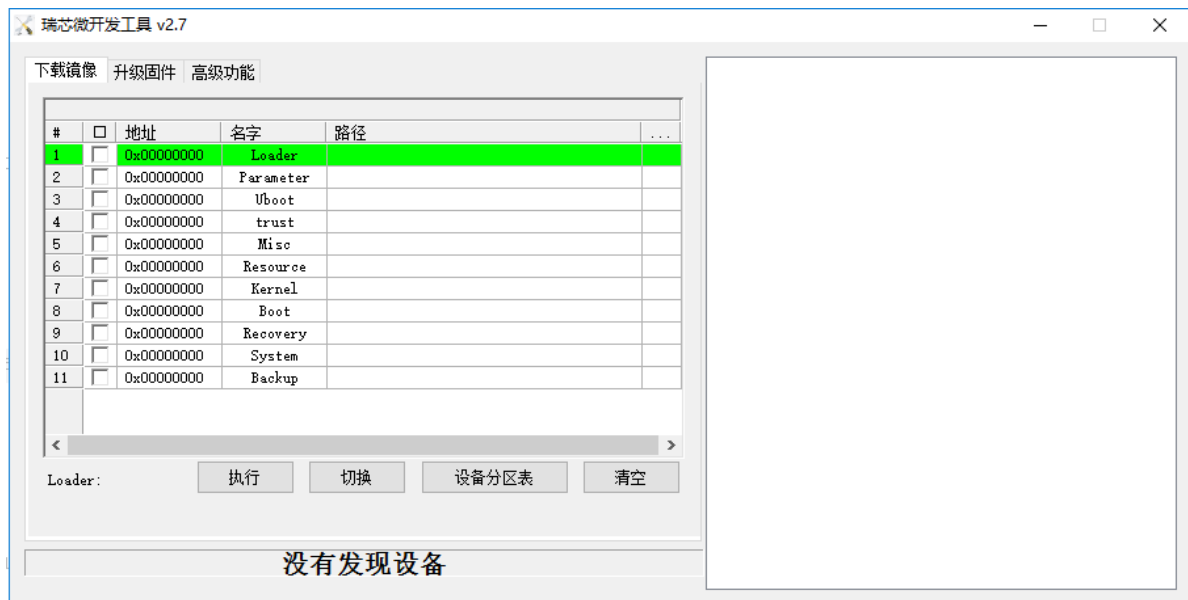 瑞芯微开发工具 v2.7
下载镜像 升级固件 高级功能
# 地址 名字 路径 ...
1 0x00000000 Loader
2 0x00000000 Parameter
3 0x00000000 Uboot
4 0x00000000 trust
5 0x00000000 Misc
6 0x00000000 Resource
7 0x00000000 Kernel
8 0x00000000 Boot
9 0x00000000 Recovery
10 0x00000000 System
11 0x00000000 Backup
Loader: 执行 切换 设备分区表 清空
没有发现设备